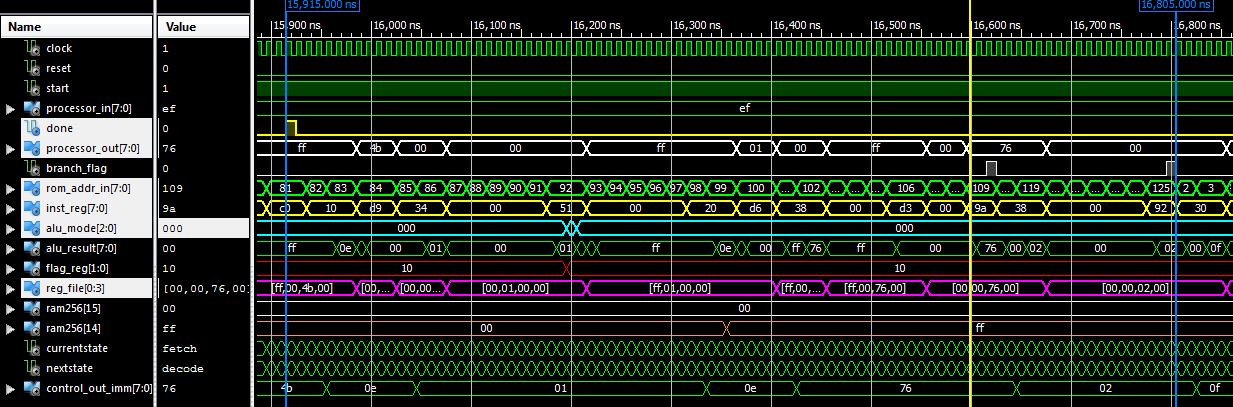 15,915.000 ns 16,805.000 ns
Name Value 15,900 ns 16,000 ns 16,100 ns 16,200 ns 16,300 ns 16,400 ns 16,500 ns 16,600 ns 16,700 ns 16,800 ns
clock 1
reset 0
start 1
processor_in[7:0] ef ef
done 0
processor_out[7:0] 76 ff 4b 00 00 ff 01 00 ff 00 76 00
branch_flag 0
rom_addr_in[7:0] 109 81 82 83 84 85 86 87 88 89 90 91 92 93 94 95 96 97 98 99 100 ... 102 ... ... 106 ... ... 109 ... 119 ... ... 125 2 3 ...
inst_reg[7:0] 9a c0 10 d9 34 00 51 00 20 d6 38 00 d3 00 9a 38 00 92 30
alu_mode[2:0] 000 000 000
alu_result[7:0] 00 ff 0e 00 01 00 01 ff 0e 00 ff 76 ff 00 76 00 02 00 02 00 0f
flag_reg[1:0] 10 10 10
reg_file[0:3] [00,00,76,00] [ff,00,4b,00] [00,... [00,00... [00,01,00,00] [ff,01,00,00] [ff,00,... [ff,00,76,00] [00,00,76,00] [00,00,02,00]
ram256[15] 00 00
ram256[14] ff 00 ff
currentstate fetch
nextstate decode
control_out_imm[7:0] 76 4b 0e 01 0e 76 02 0f